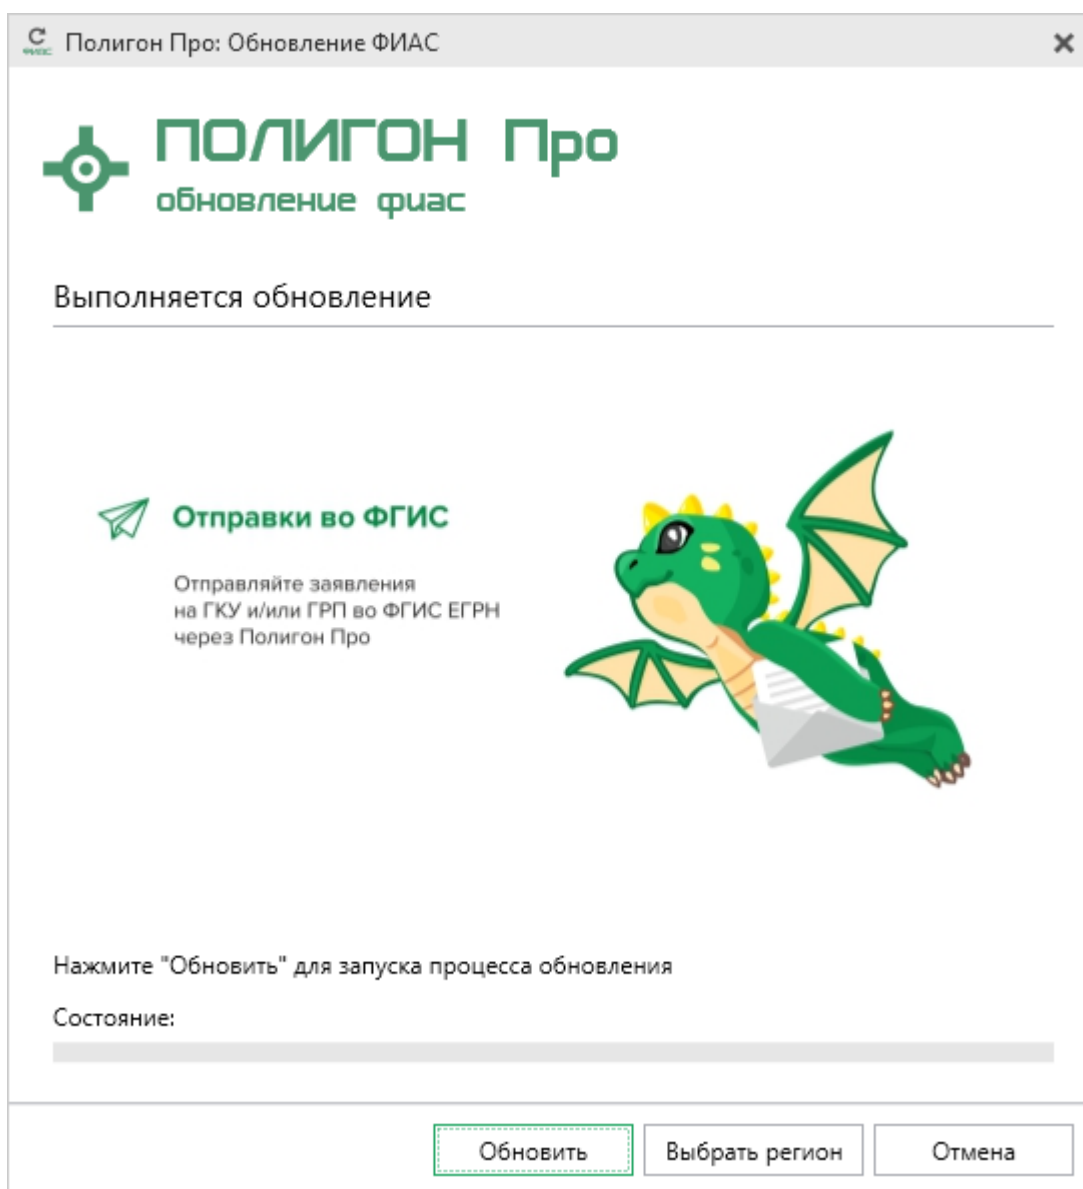 Полигон Про: Обновление ФИАС
ПОЛИГОН Про
обновление фиас
Выполняется обновление
Отправки во ФГИС
Отправляйте заявления
на ГКУ и/или ГРП во ФГИС ЕГРН
через Полигон Про
Нажмите "Обновить" для запуска процесса обновления
Состояние:
Обновить Выбрать регион Отмена